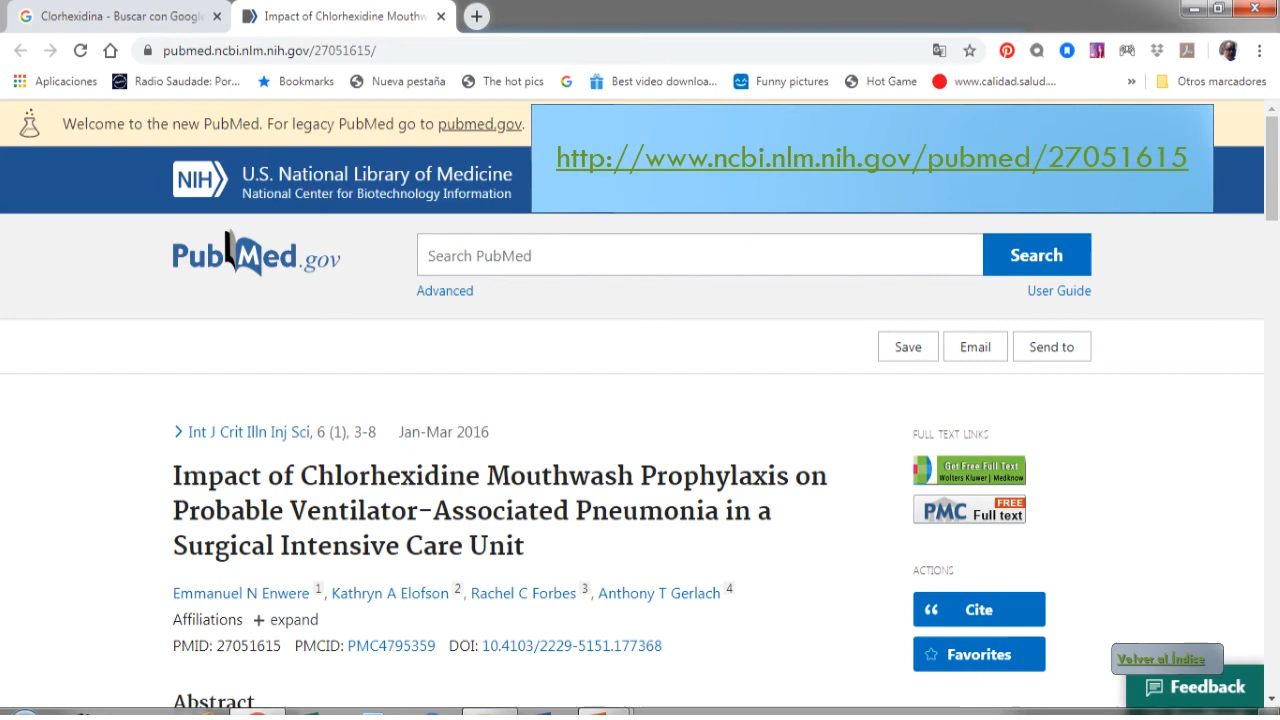 Clorhexidina - Buscar con Google
Impact of Chlorhexidine Mouthw
pubmed.ncbi.nlm.nih.gov/27051615/
Aplicaciones
Radio Saudade: Por...
Bookmarks
Nueva pestaña
The hot pics
Best video downloa...
Funny pictures
Hot Game
www.calidad.salud....
»
Otros marcadores
Welcome to the new PubMed. For legacy PubMed go to pubmed.gov.
http://www.ncbi.nlm.nih.gov/pubmed/27051615
NIH
U.S. National Library of Medicine
National Center for Biotechnology Information
PubMed.gov
Search PubMed
Search
Advanced
User Guide
Save
Email
Send to
Int J Crit Illn Inj Sci, 6 (1), 3-8 Jan-Mar 2016
Impact of Chlorhexidine Mouthwash Prophylaxis on
Probable Ventilator-Associated Pneumonia in a
Surgical Intensive Care Unit
Emmanuel N Enwere 1, Kathryn A Elofson 2, Rachel C Forbes 3, Anthony T Gerlach 4
Affiliations + expand
PMID: 27051615 PMCID: PMC4795359 DOI: 10.4103/2229-5151.177368
Abstract
FULL TEXT LINKS
Get Free Full Text
Wolters Kluwer | Medknow
PMC FREE
Full text
ACTIONS
Cite
Favorites
Volver al Índice
Feedback